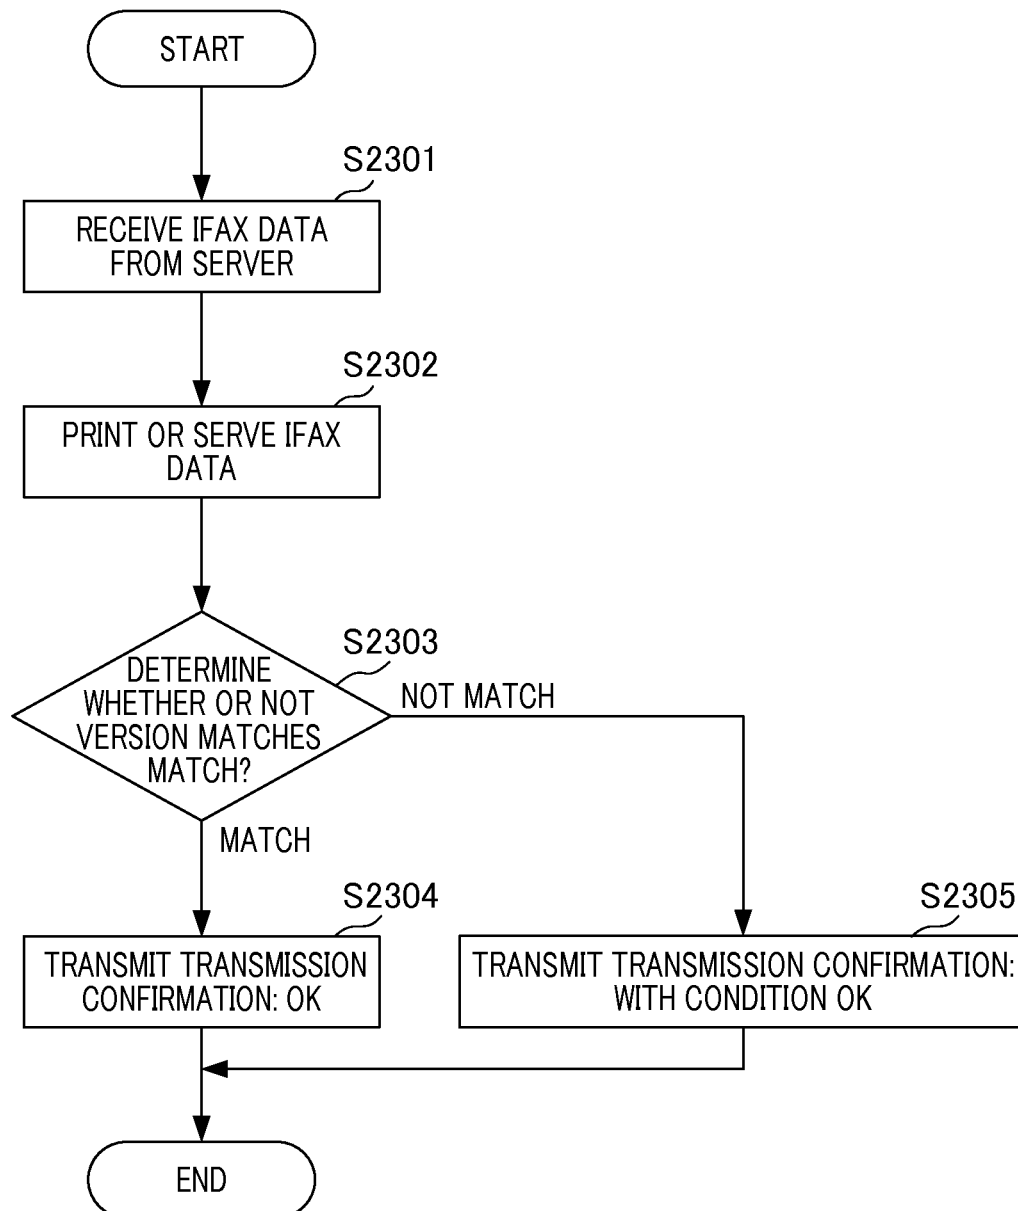 START
S2301
RECEIVE IFAX DATA
FROM SERVER
S2302
PRINT OR SERVE IFAX
DATA
S2303
DETERMINE
WHETHER OR NOT
VERSION MATCHES
MATCH?
NOT MATCH
MATCH
S2304
TRANSMIT TRANSMISSION
CONFIRMATION: OK
S2305
TRANSMIT TRANSMISSION CONFIRMATION:
WITH CONDITION OK
END